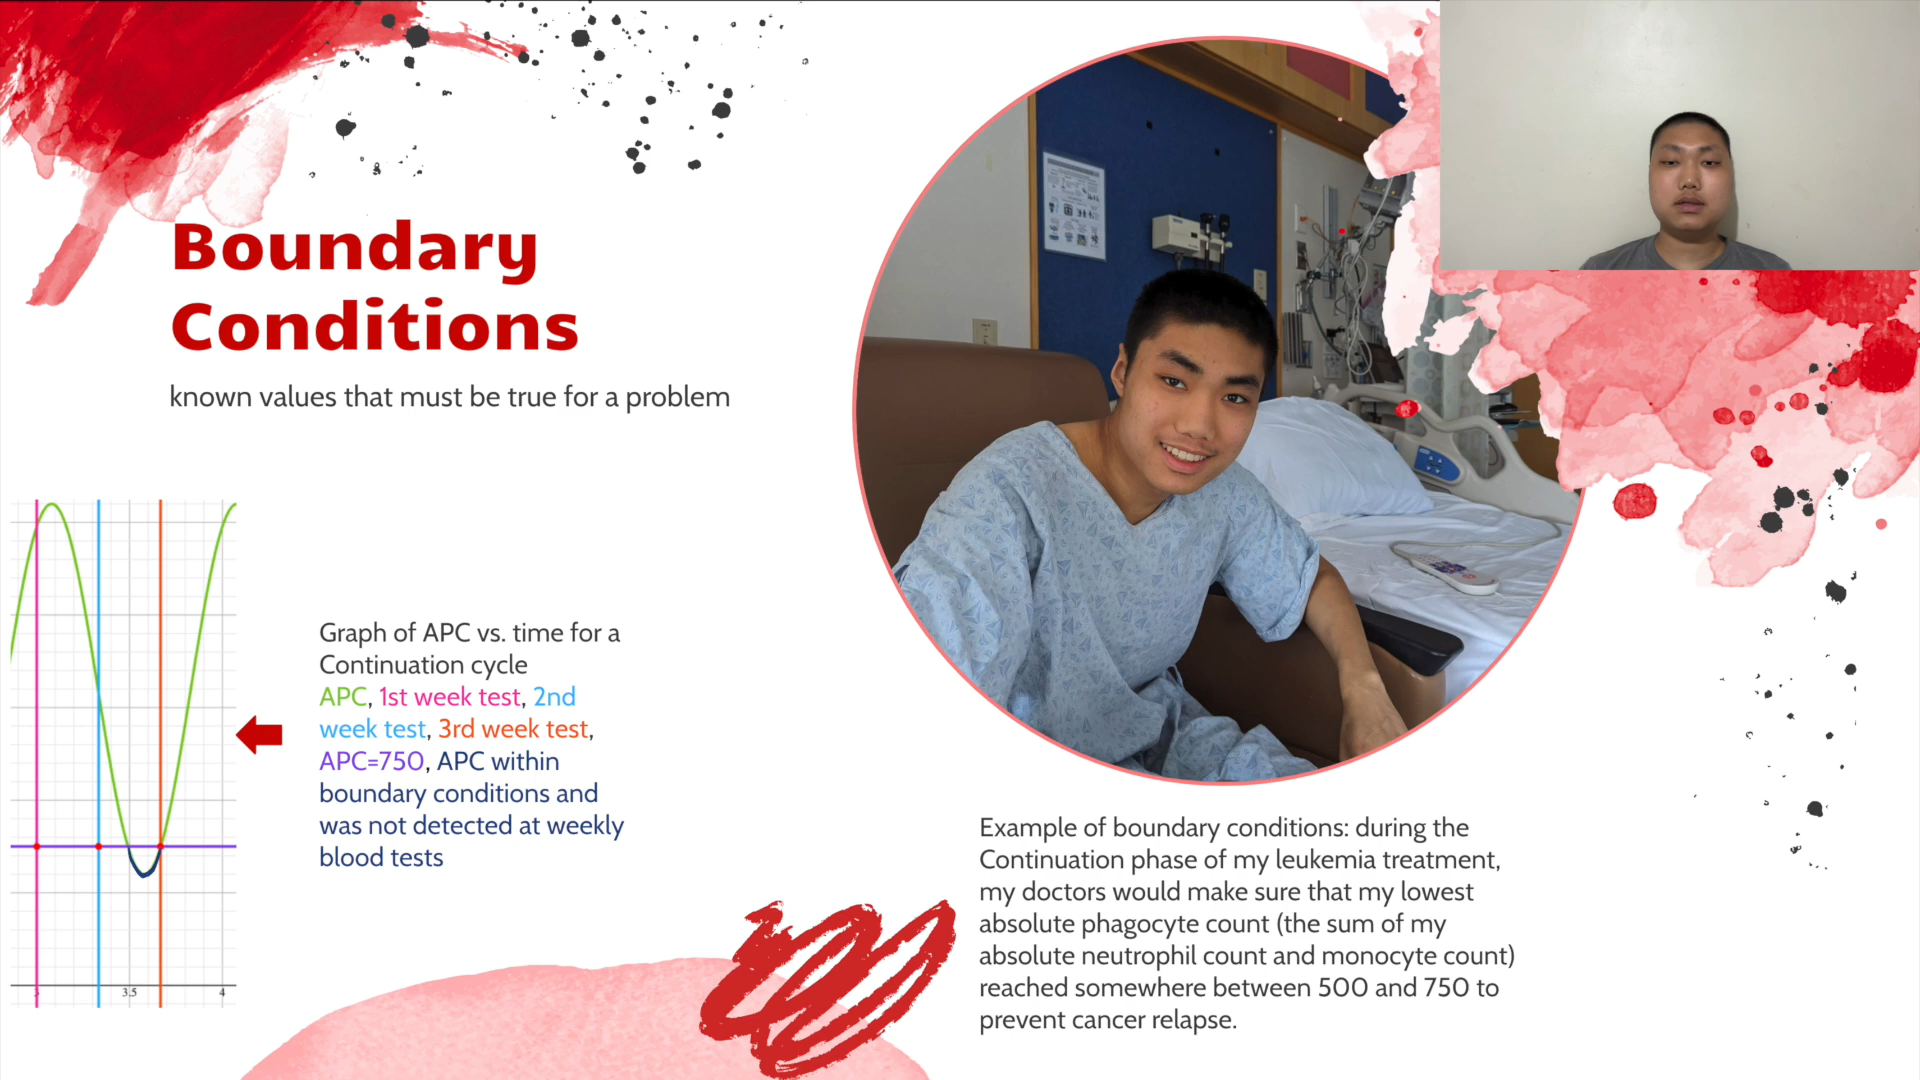 Boundary
Conditions
known values that must be true for a problem
Graph of APC vs. time for a
Continuation cycle
APC, 1st week test, 2nd
week test, 3rd week test,
APC=750, APC within
boundary conditions and
was not detected at weekly
blood tests
3 3.5 4
Example of boundary conditions: during the
Continuation phase of my leukemia treatment,
my doctors would make sure that my lowest
absolute phagocyte count (the sum of my
absolute neutrophil count and monocyte count)
reached somewhere between 500 and 750 to
prevent cancer relapse.